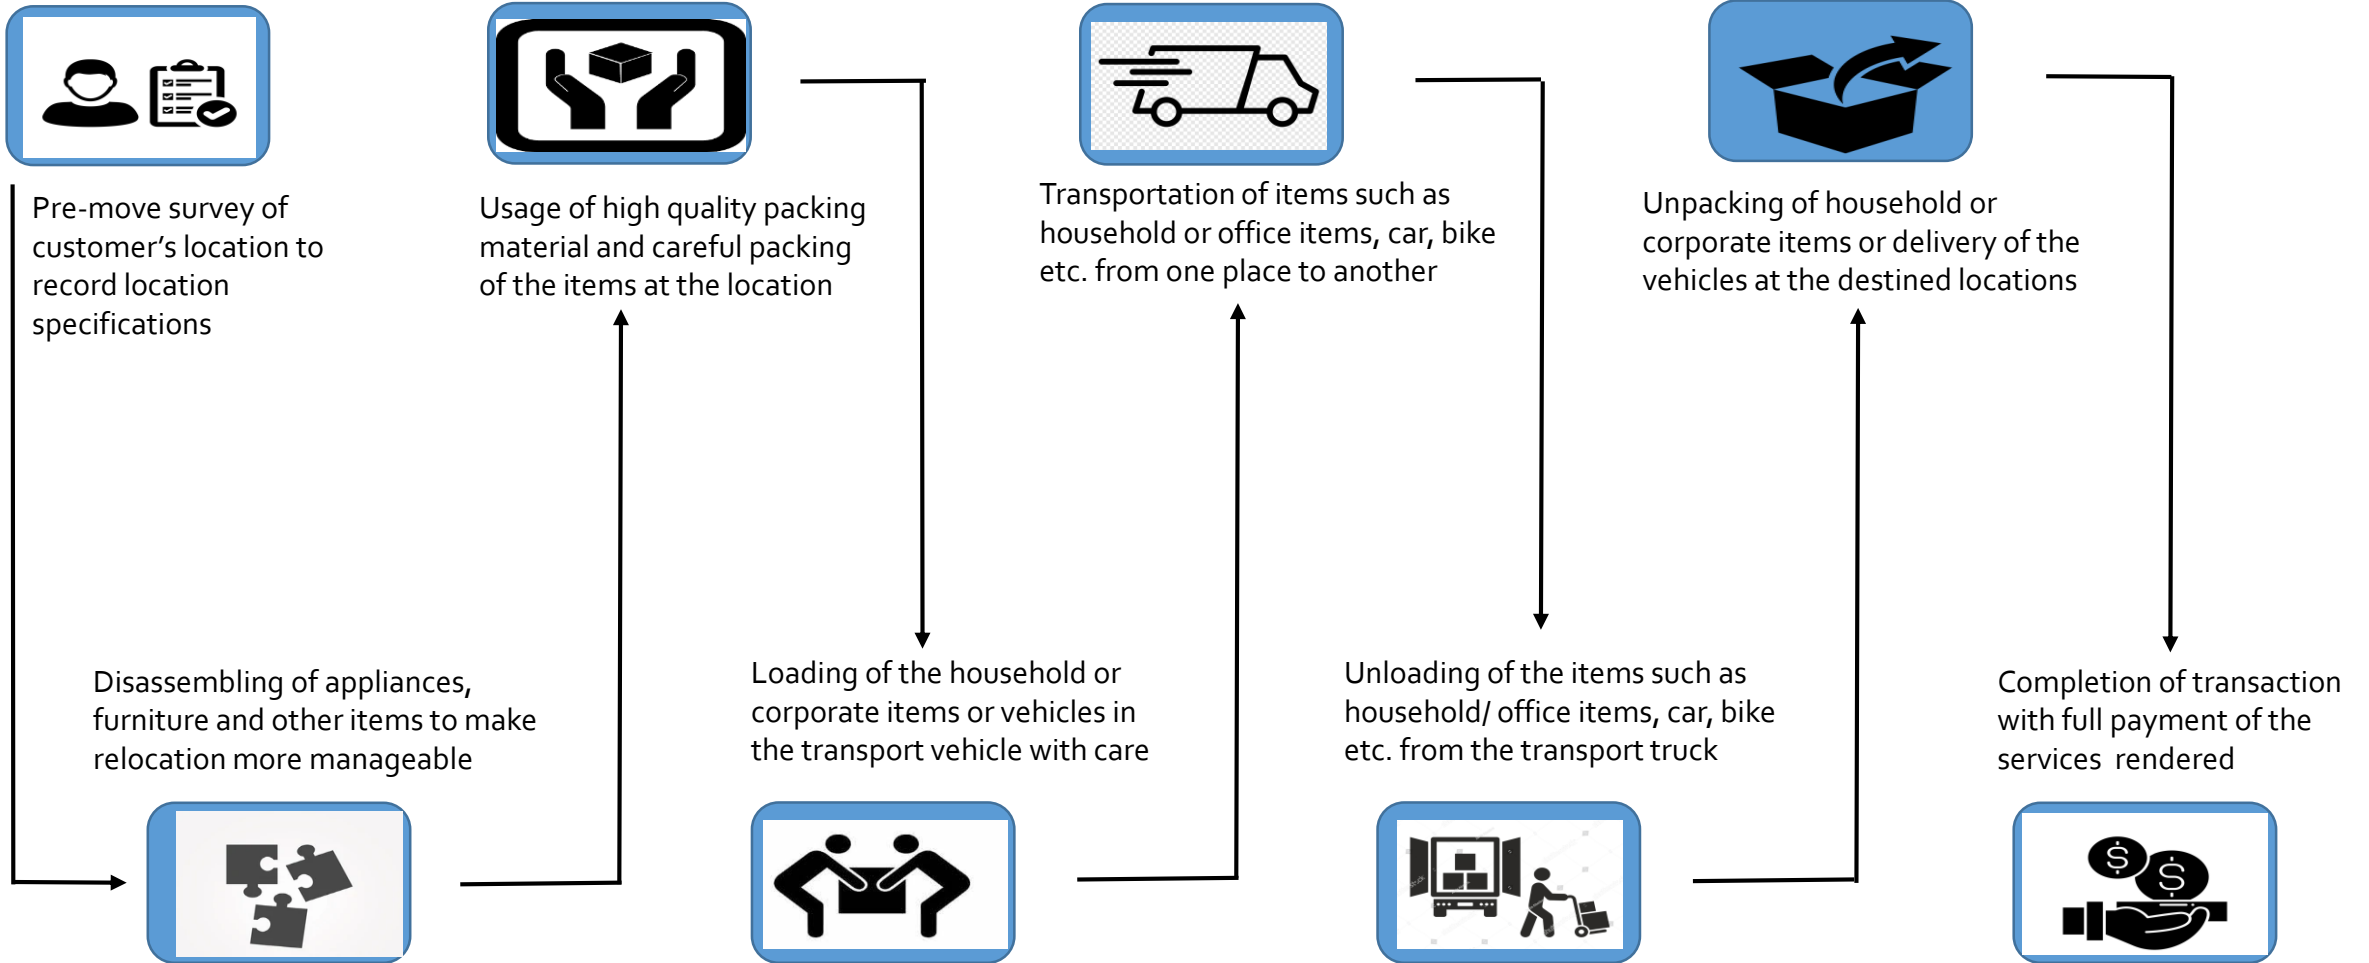 Pre-move survey of
customer’s location to
record location
specifications
Disassembling of appliances,
furniture and other items to make
relocation more manageable
Usage of high quality packing
material and careful packing
of the items at the location
Loading of the household or
corporate items or vehicles in
the transport vehicle with care
Transportation of items such as
household or office items, car, bike
etc. from one place to another
Unloading of the items such as
household/ office items, car, bike
etc. from the transport truck
Unpacking of household or
corporate items or delivery of the
vehicles at the destined locations
Completion of transaction
with full payment of the
services  rendered
$
$